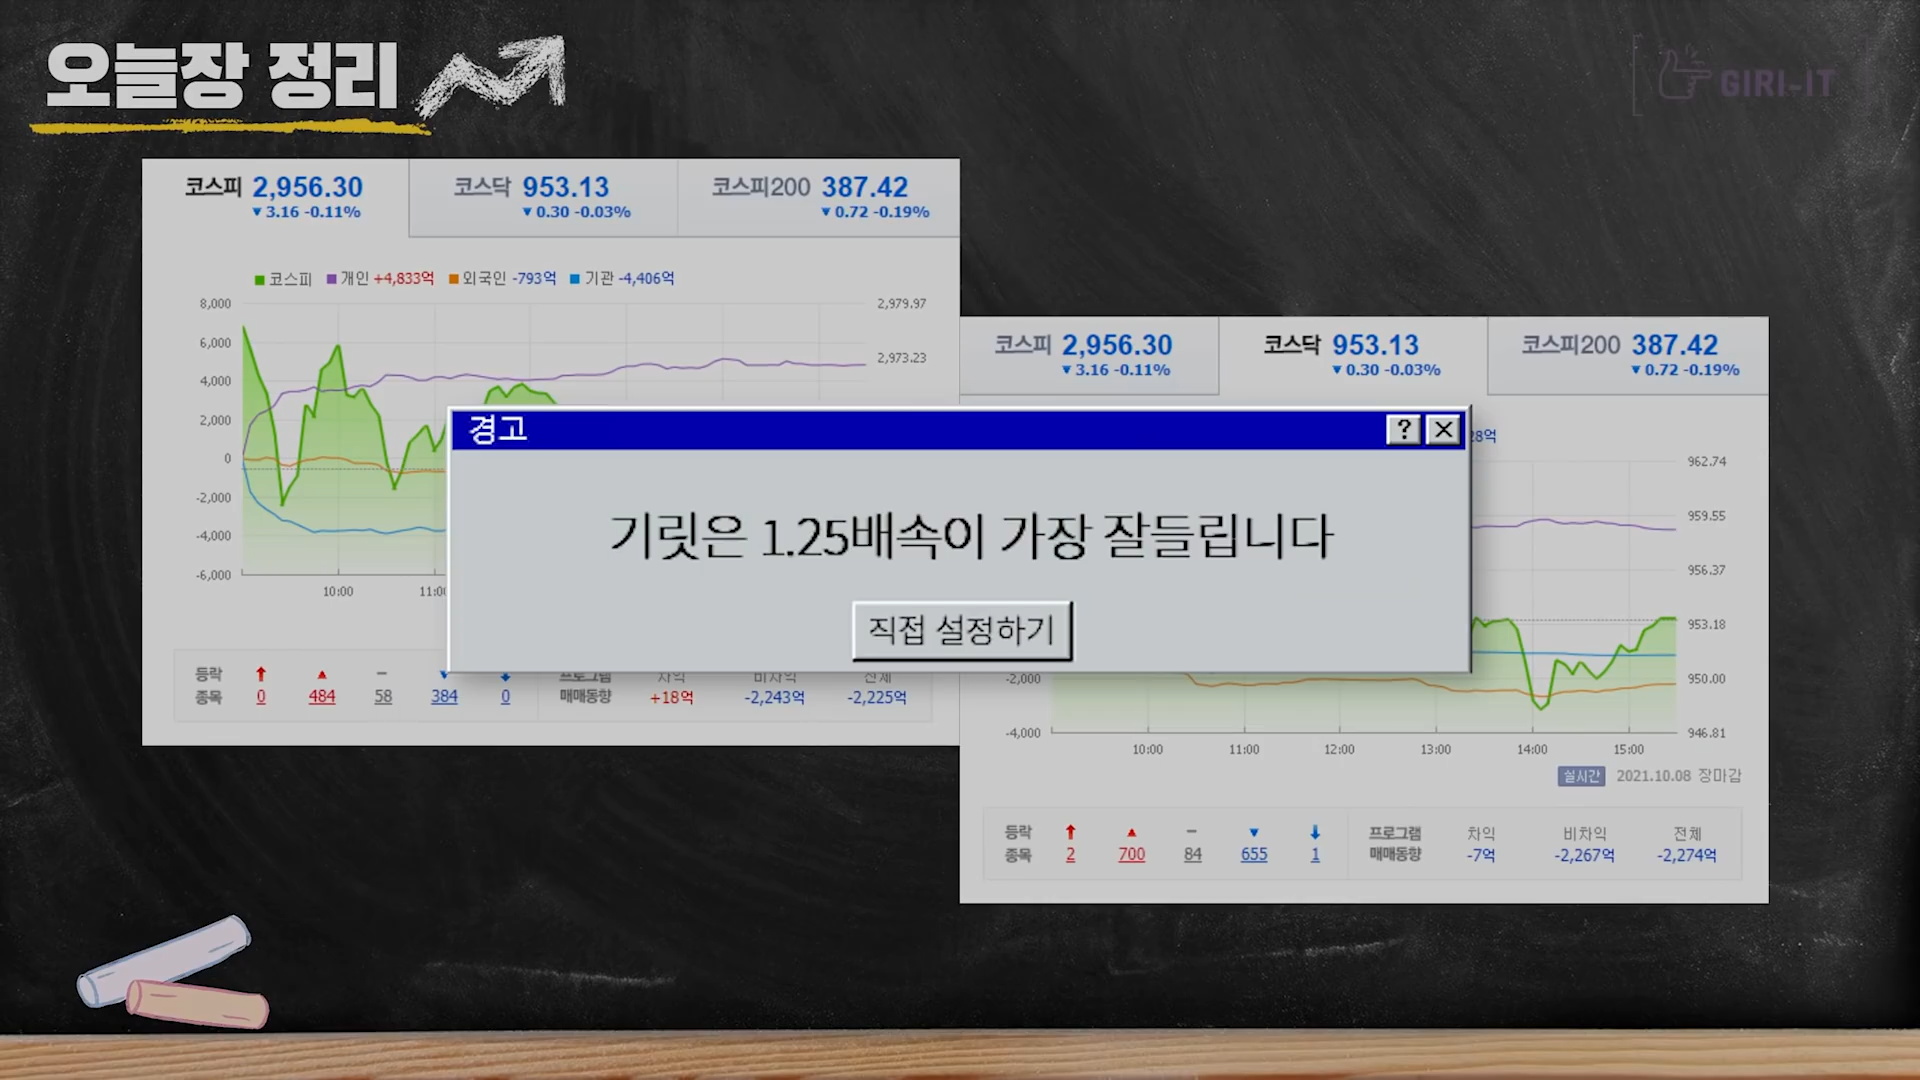 오늘장 정리
GIRI-IT
코스피 2,956.30
▼3.16 -0.11%
코스닥 953.13
▼0.30 -0.03%
코스피200 387.42
▼0.72 -0.19%
코스피 개인 +4,833억 외국인 -793억 기관 -4,406억
8,000
6,000
4,000
2,000
0
-2,000
-4,000
-6,000
2,979.97
2,973.23
10:00
등락
종목
0 484 58 384 0
매매동향 +18억 -2,243억 -2,225억
코스피 2,956.30
▼3.16 -0.11%
코스닥 953.13
▼0.30 -0.03%
코스피200 387.42
▼0.72 -0.19%
경고 ? X
기릿은 1.25배속이 가장 잘들립니다
직접 설정하기
962.74
959.55
956.37
953.18
950.00
946.81
-2,000
-4,000
10:00 11:00 12:00 13:00 14:00 15:00
실시간 2021.10.08 장마감
등락 ↑ ▲ − ▼ ↓ 프로그램 차익 비차익 전체
종목 2 700 84 655 1 매매동향 -7억 -2,267억 -2,274억